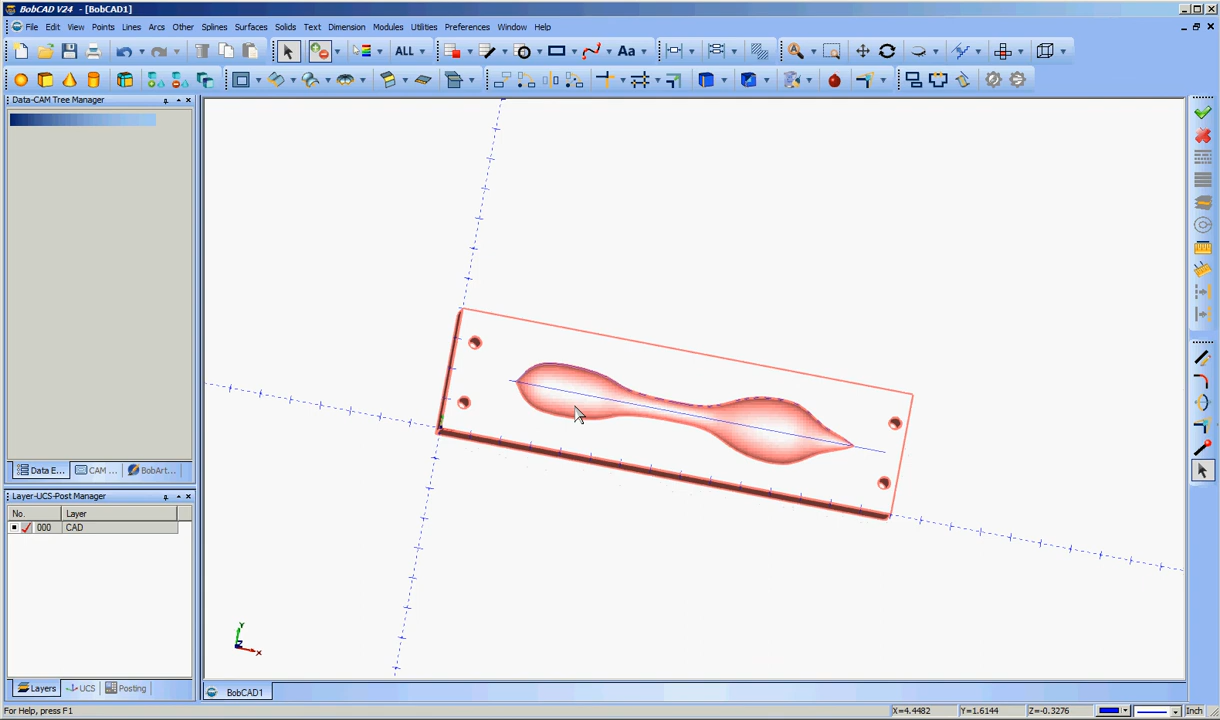 BobCAD V24 - [BobCAD1]
File Edit View Points Lines Arcs Other Splines Surfaces Solids Text Dimension Modules Utilities Preferences Window Help
ALL Aa
Data-CAM Tree Manager
Data E... CAM ... BobArt...
Layer-UCS-Post Manager
No. Layer
000 CAD
Layers UCS Posting
Y
Z
X
BobCAD1
For Help, press F1
X=4.4482 Y=1.6144 Z=-0.3276 Inch